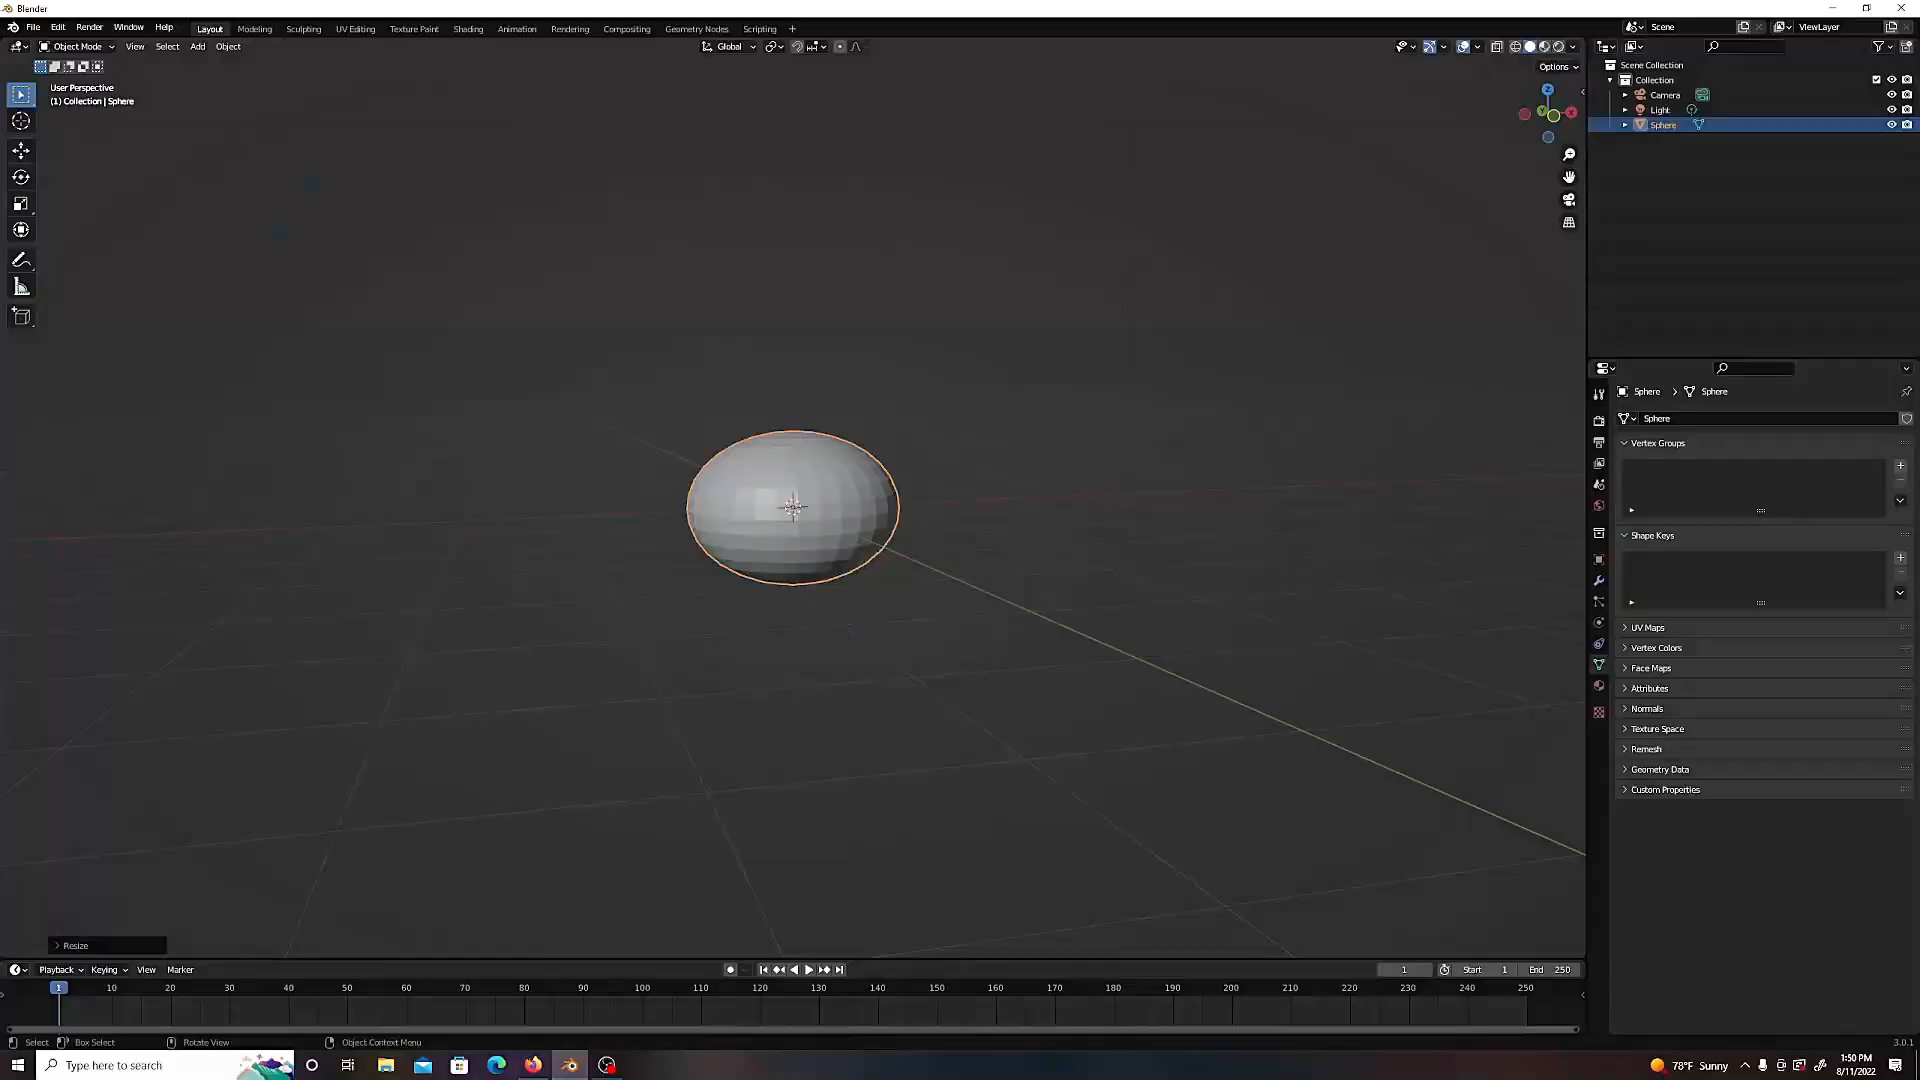 Blender
File Edit Render Window Help
Layout Modeling Sculpting UV Editing Texture Paint Shading Animation Rendering Compositing Geometry Nodes Scripting +
Scene
ViewLayer
Object Mode View Select Add Object
Global
Options
User Perspective
(1) Collection | Sphere
Z
X
Y
Scene Collection
Collection
Camera
Light
Sphere
Sphere > Sphere
Sphere
Vertex Groups
Shape Keys
UV Maps
Vertex Colors
Face Maps
Attributes
Normals
Texture Space
Remesh
Geometry Data
Custom Properties
Resize
Playback Keying View Marker
1 Start 1 End 250
1 10 20 30 40 50 60 70 80 90 100 110 120 130 140 150 160 170 180 190 200 210 220 230 240 250
Select Box Select Rotate View Object Context Menu
3.0.1
Type here to search
78°F Sunny
1:50 PM
8/11/2022